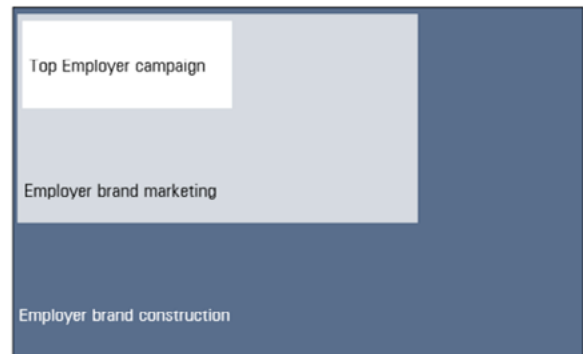 Top Employer campaign
Employer brand marketing
Employer brand construction